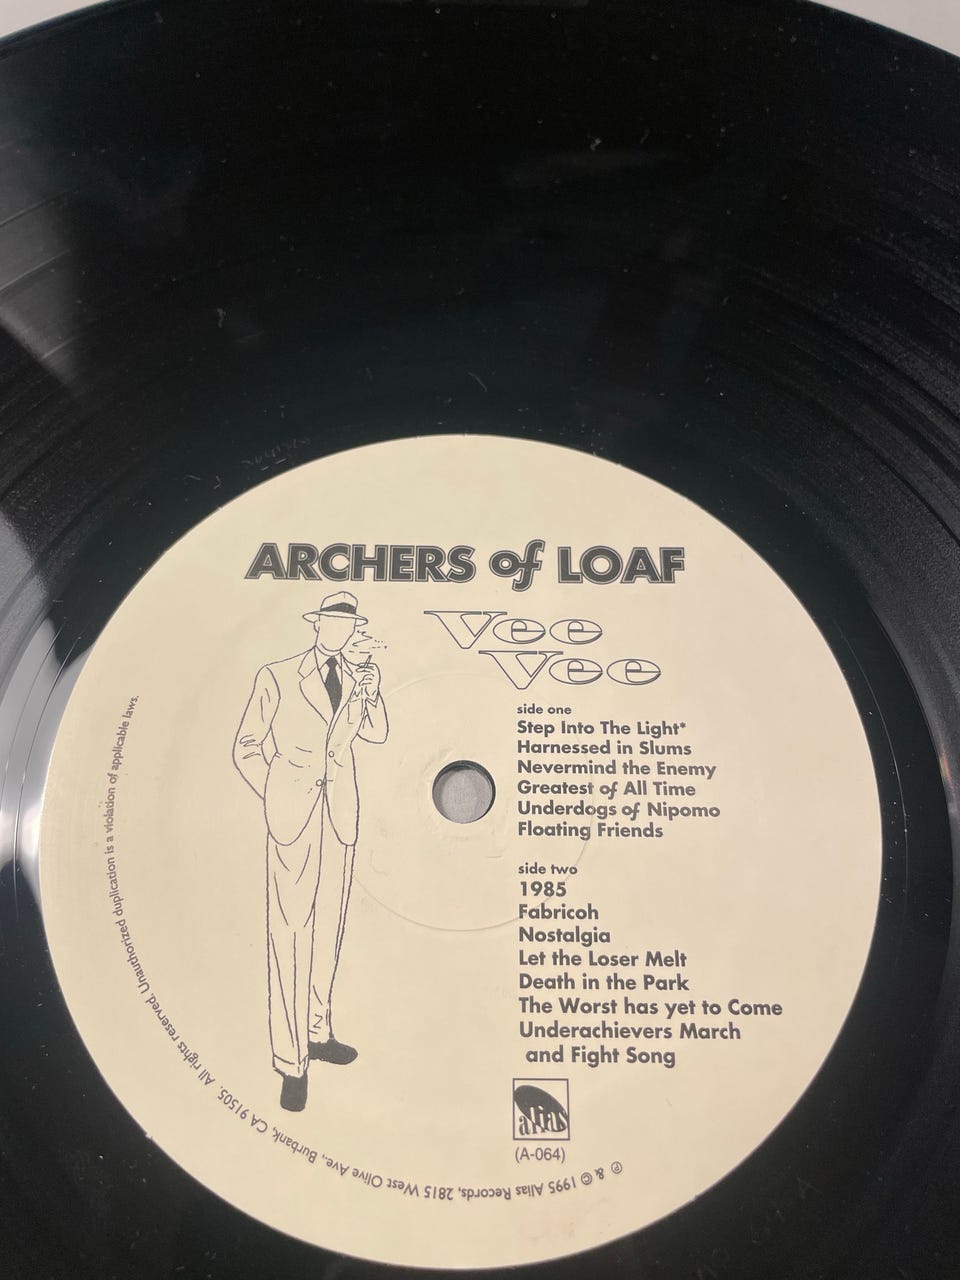 ARCHERS of LOAF
Vee
Vee
side one
Step Into The Light*
Harnessed in Slums
Nevermind the Enemy
Greatest of All Time
Underdogs of Nipomo
Floating Friends
side two
1985
Fabricoh
Nostalgia
Let the Loser Melt
Death in the Park
The Worst has yet to Come
Underachievers March
and Fight Song
alias
(A-064)
℗ & © 1995 Alias Records, 2815 West Olive Ave., Burbank, CA 91505. All rights reserved. Unauthorized duplication is a violation of applicable laws.